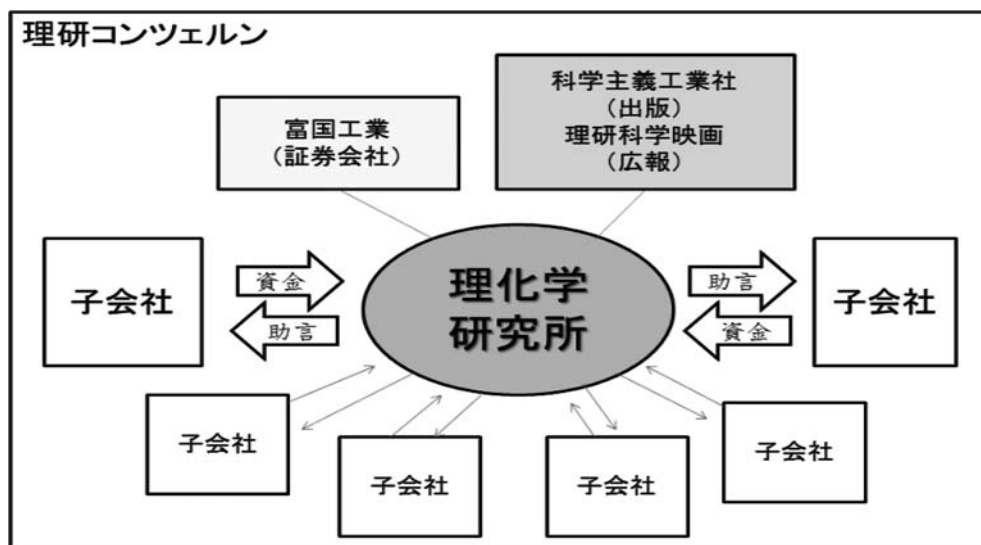 理研コンツェルン
富国工業
（証券会社）
科学主義工業社
（出版）
理研科学映画
（広報）
子会社
資金
助言
理化学
研究所
助言
資金
子会社
子会社
子会社
子会社
子会社